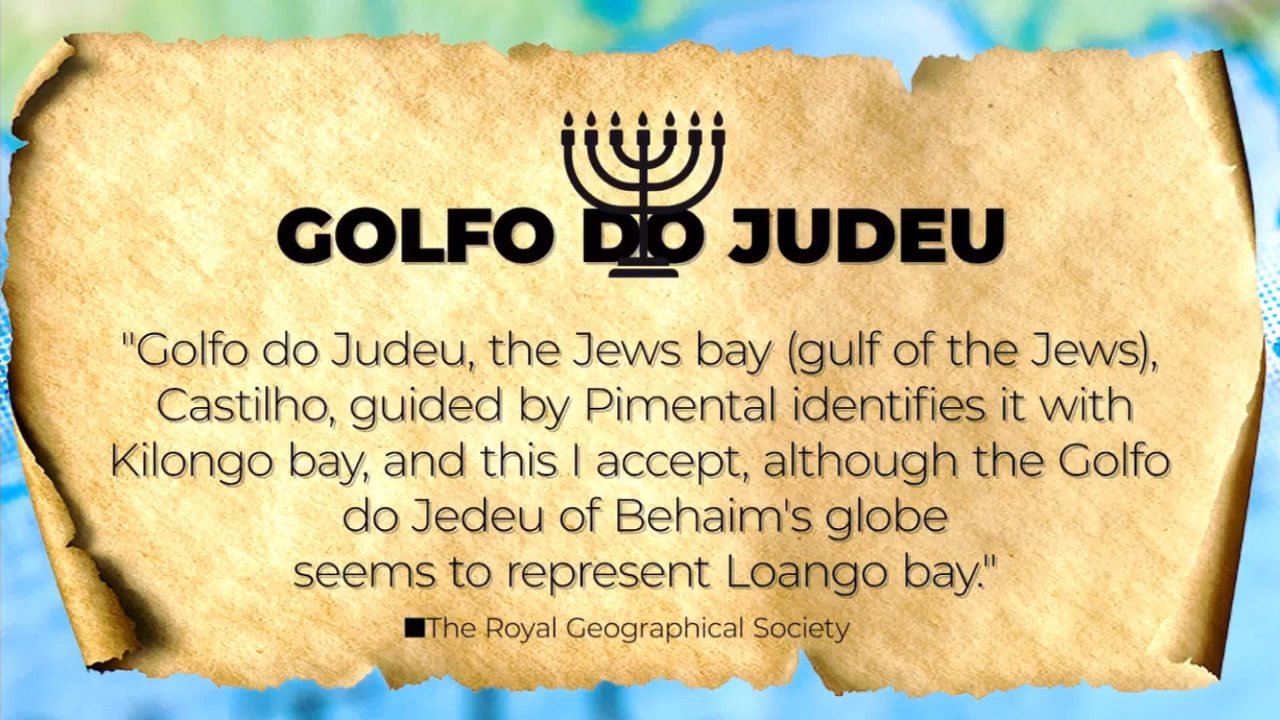 GOLFO DO JUDEU
"Golfo do Judeu, the Jews bay (gulf of the Jews),
Castilho, guided by Pimental identifies it with
Kilongo bay, and this I accept, although the Golfo
do Jedeu of Behaim's globe
seems to represent Loango bay."
■The Royal Geographical Society